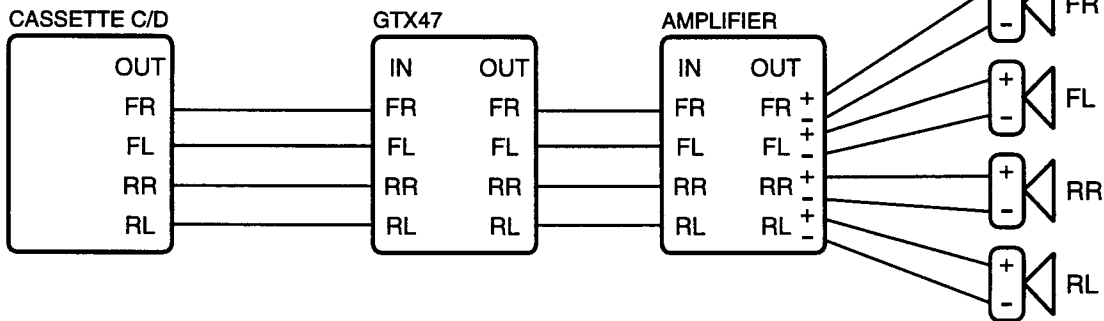 CASSETTE C/D
OUT
FR
FL
RR
RL
GTX47
IN OUT
FR FR
FL FL
RR RR
RL RL
AMPLIFIER
IN OUT
FR FR + -
FL FL + -
RR RR + -
RL RL + -
- FR
+ - FL
+ - RR
+ - RL